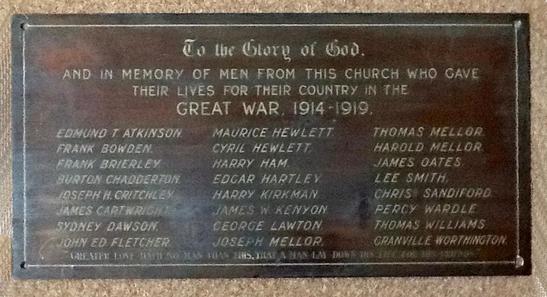 To the Glory of God.
AND IN MEMORY OF MEN FROM THIS CHURCH WHO GAVE
THEIR LIVES FOR THEIR COUNTRY IN THE
GREAT WAR, 1914-1919.
EDMUND T ATKINSON.
FRANK BOWDEN.
FRANK BRIERLEY.
BURTON CHADDERTON.
JOSEPH H. CRITCHLEY.
JAMES CARTWRIGHT.
SYDNEY DAWSON.
JOHN ED. FLETCHER.
MAURICE HEWLETT.
CYRIL HEWLETT.
HARRY HAM.
EDGAR HARTLEY.
HARRY KIRKMAN.
JAMES W. KENYON.
GEORGE LAWTON.
JOSEPH MELLOR.
THOMAS MELLOR.
HAROLD MELLOR.
JAMES OATES.
LEE SMITH.
CHRIS? SANDIFORD.
PERCY WARDLE.
THOMAS WILLIAMS.
GRANVILLE WORTHINGTON.
GREATER LOVE HATH NO MAN THAN THIS, THAT A MAN LAY DOWN HIS LIFE FOR HIS FRIENDS.